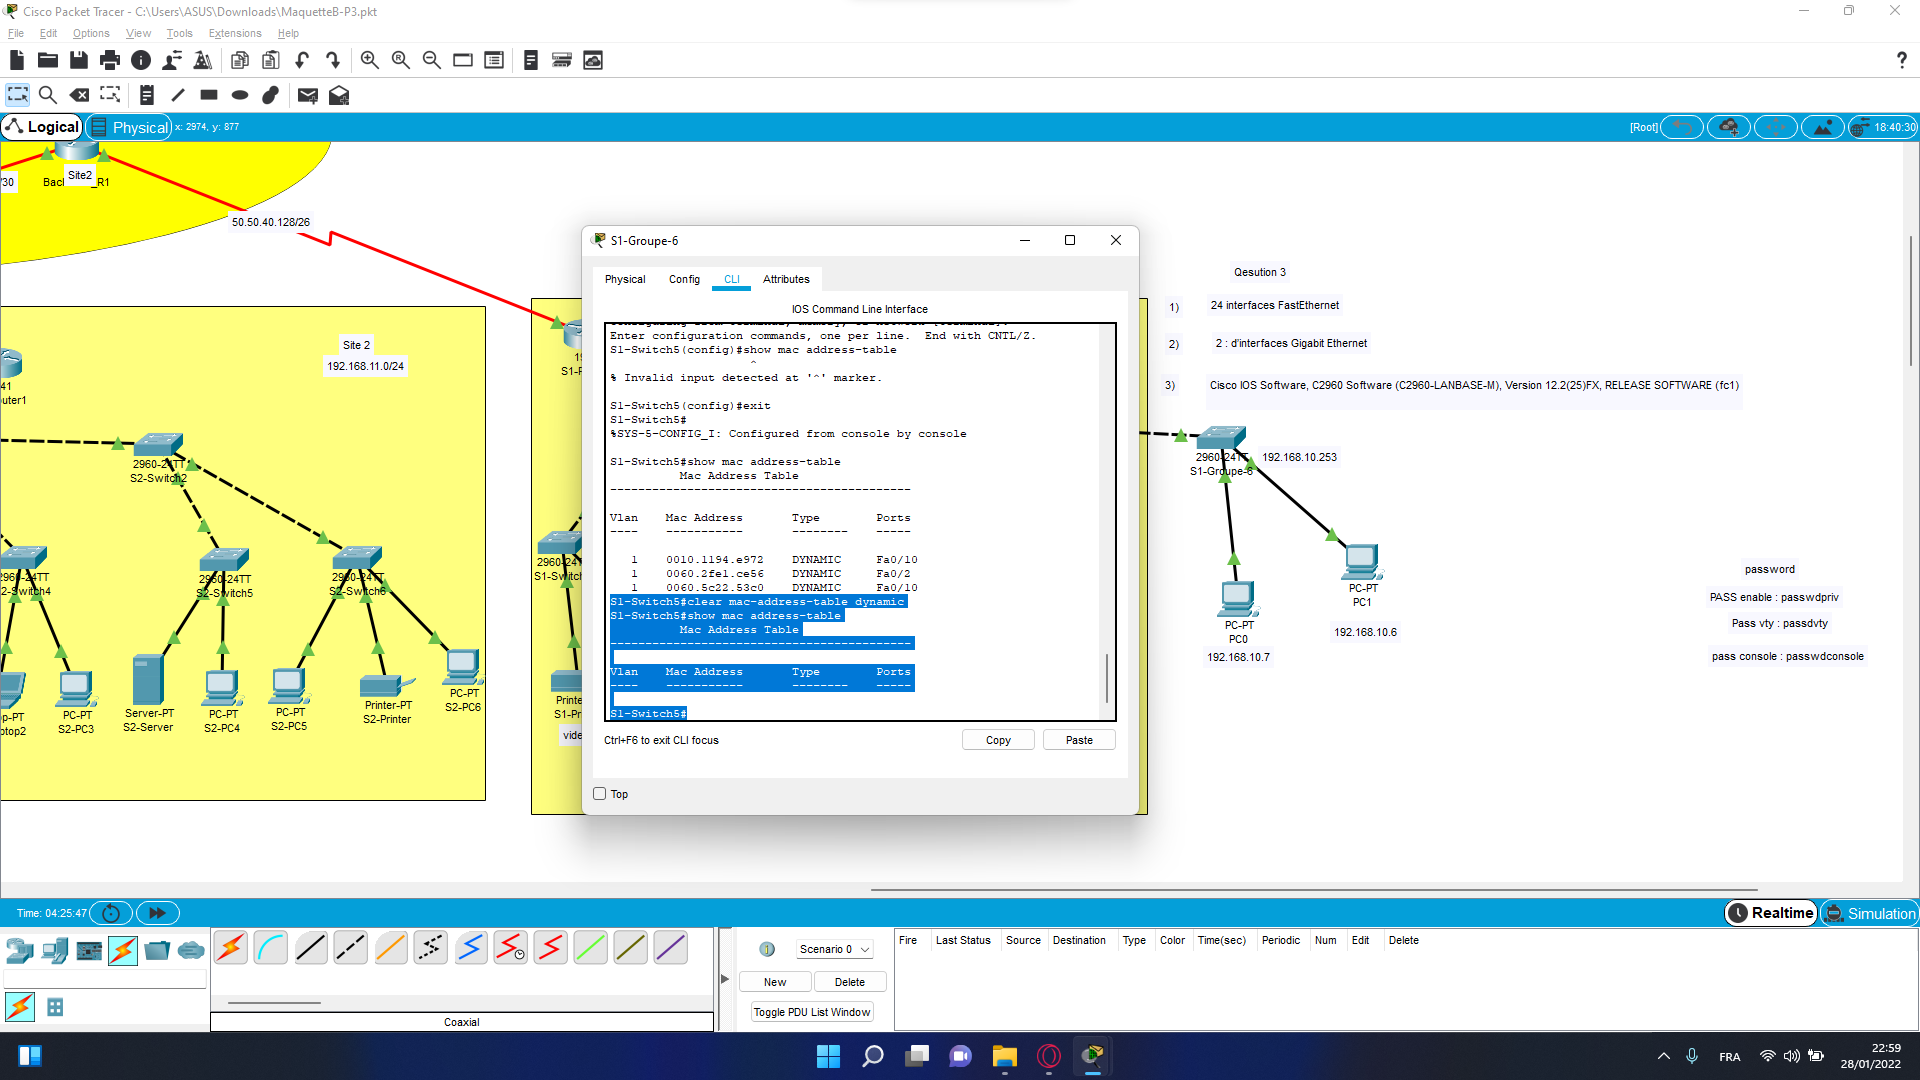 Cisco Packet Tracer - C:\Users\ASUS\Downloads\MaquetteB-P3.pkt
File Edit Options View Tools Extensions Help
Logical
Physical
x: 2974, y: 877
[Root]
18:40:30
/30
Site2
50.50.40.128/26
Site 2
192.168.11.0/24
2960-24TT
S2-Switch2
2960-24TT
S2-Switch5
2960-24TT
S2-Switch6
PC-PT
S2-PC3
Server-PT
S2-Server
PC-PT
S2-PC4
PC-PT
S2-PC5
Printer-PT
S2-Printer
PC-PT
S2-PC6
S1-Groupe-6
Physical Config CLI Attributes
IOS Command Line Interface
Enter configuration commands, one per line.  End with CNTL/Z.
S1-Switch5(config)#show mac address-table
^
% Invalid input detected at '^' marker.
S1-Switch5(config)#exit
S1-Switch5#
%SYS-5-CONFIG_I: Configured from console by console
S1-Switch5#show mac address-table
Mac Address Table
-------------------------------------------
Vlan    Mac Address       Type        Ports
----    -----------       --------    -----
1    0010.1194.e972    DYNAMIC     Fa0/10
1    0060.2fe1.ce56    DYNAMIC     Fa0/2
1    0060.5c22.53c0    DYNAMIC     Fa0/10
S1-Switch5#clear mac-address-table dynamic
S1-Switch5#show mac address-table
Mac Address Table
-------------------------------------------
Vlan    Mac Address       Type        Ports
----    -----------       --------    -----
S1-Switch5#
Ctrl+F6 to exit CLI focus
Copy
Paste
Top
Qesution 3
1) 24 interfaces FastEthernet
2) 2 : d'interfaces Gigabit Ethernet
3) Cisco IOS Software, C2960 Software (C2960-LANBASE-M), Version 12.2(25)FX, RELEASE SOFTWARE (fc1)
2960-24TT
S1-Groupe-6
192.168.10.253
PC-PT
PC1
192.168.10.6
PC-PT
PC0
192.168.10.7
password
PASS enable : passwdpriv
Pass vty : passdvty
pass console : passwdconsole
Time: 04:25:47
Realtime
Simulation
Scenario 0
New
Delete
Toggle PDU List Window
Fire Last Status Source Destination Type Color Time(sec) Periodic Num Edit Delete
Coaxial
FRA
22:59
28/01/2022